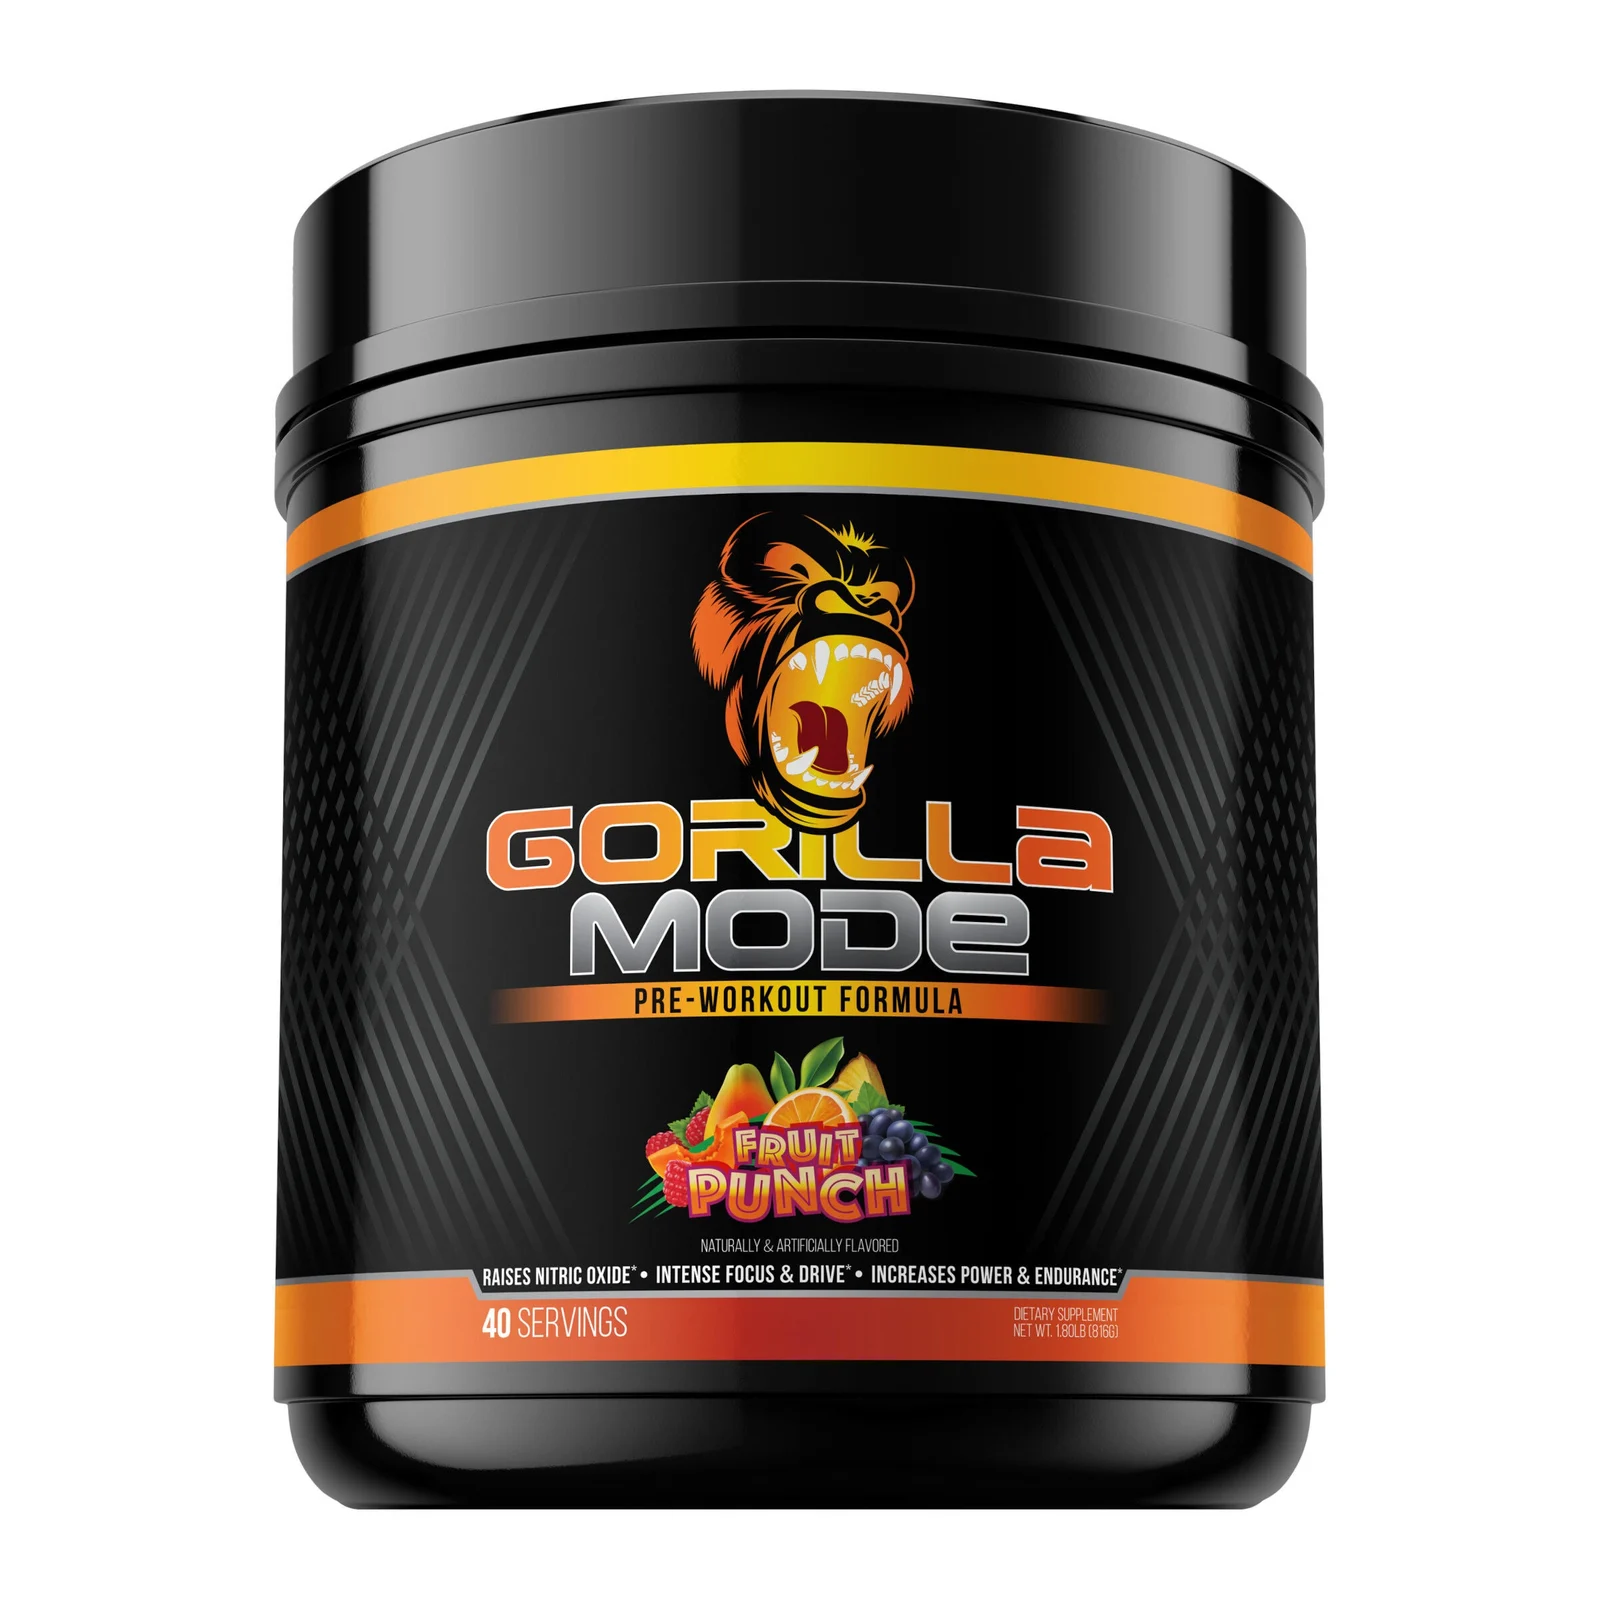 GORILLA
MODE
PRE-WORKOUT FORMULA
FRUIT
PUNCH
NATURALLY & ARTIFICIALLY FLAVORED
RAISES NITRIC OXIDE* • INTENSE FOCUS & DRIVE* • INCREASES POWER & ENDURANCE*
40 SERVINGS
DIETARY SUPPLEMENT
NET WT. 1.80LB (816G)